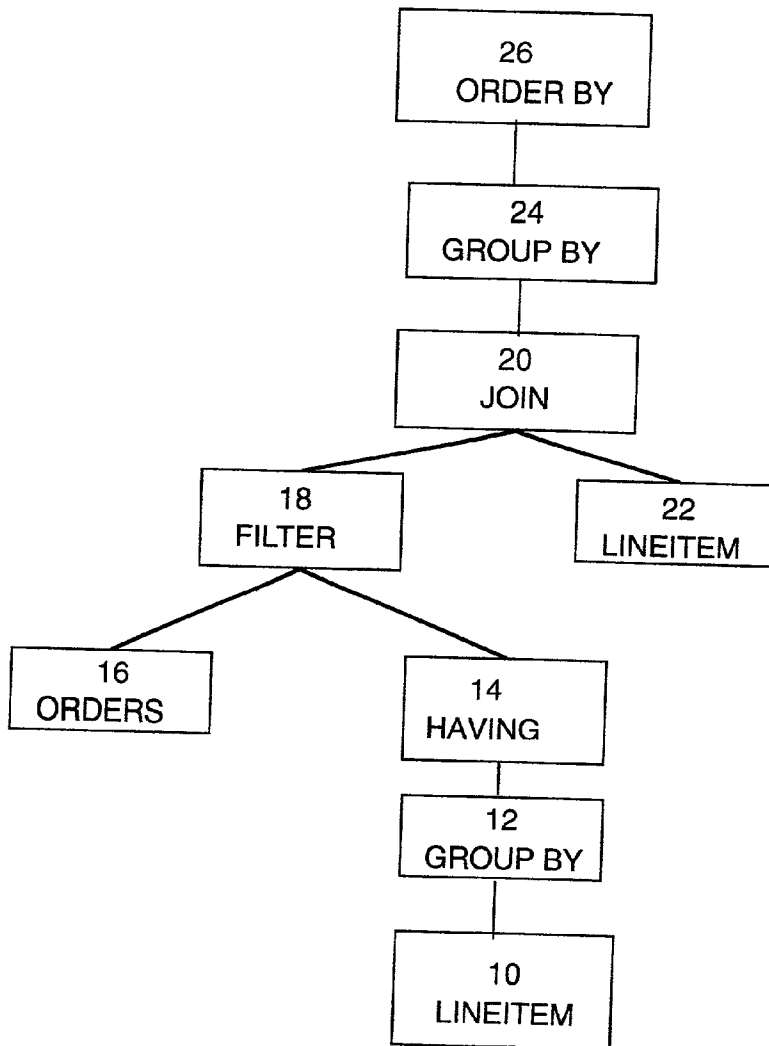 26
ORDER BY
24
GROUP BY
20
JOIN
18
FILTER
22
LINEITEM
16
ORDERS
14
HAVING
12
GROUP BY
10
LINEITEM